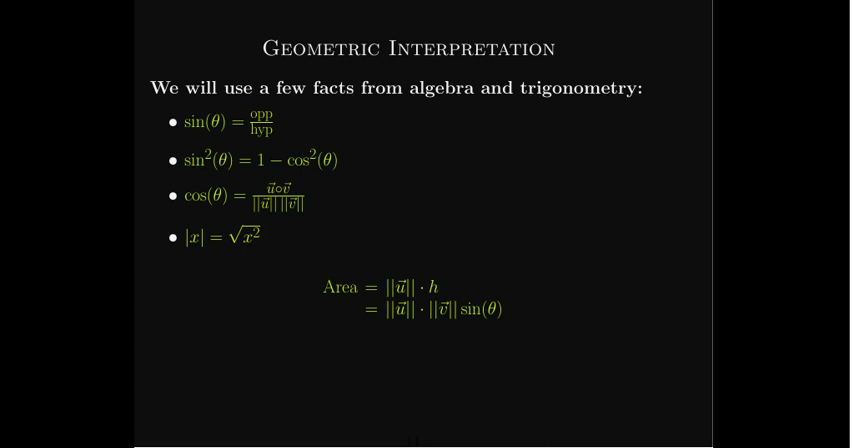 GEOMETRIC INTERPRETATION
We will use a few facts from algebra and trigonometry:
• sin(θ) = opp/hyp
• sin²(θ) = 1 − cos²(θ)
• cos(θ) = u⃗∘v⃗ / ||u⃗|| ||v⃗||
• |x| = √x²
Area = ||u⃗|| · h
= ||u⃗|| · ||v⃗|| sin(θ)